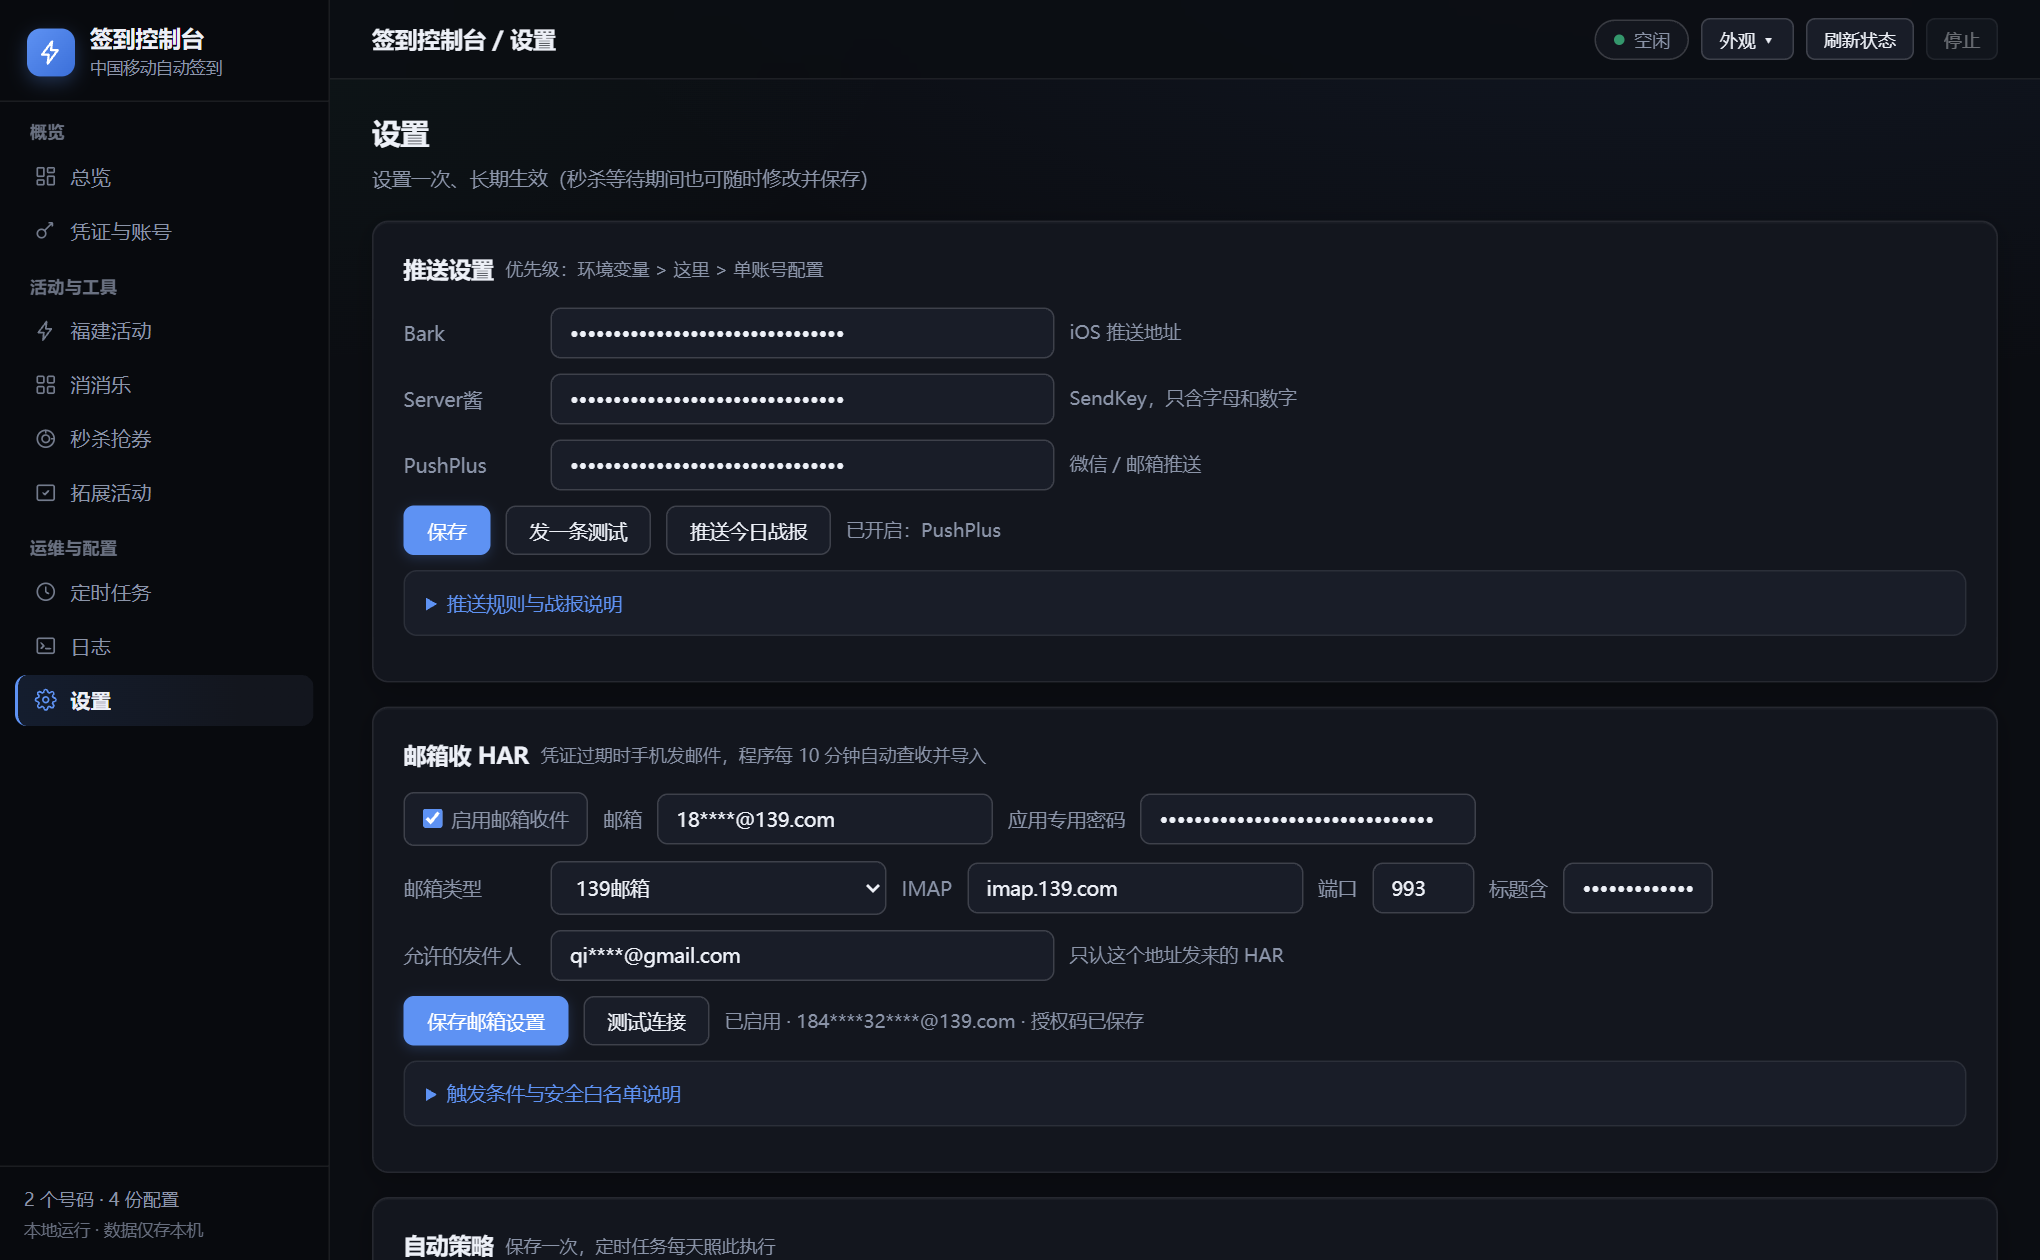 签到控制台
中国移动自动签到
概览
总览
凭证与账号
活动与工具
福建活动
消消乐
秒杀抢券
拓展活动
运维与配置
定时任务
日志
设置
2 个号码 · 4 份配置
本地运行 · 数据仅存本机
签到控制台 / 设置
空闲
外观 ▾
刷新状态
停止
设置
设置一次、长期生效（秒杀等待期间也可随时修改并保存）
推送设置 优先级：环境变量 > 这里 > 单账号配置
Bark •••••••••••••••••••••••••••••••• iOS 推送地址
Server酱 •••••••••••••••••••••••••••••••• SendKey，只含字母和数字
PushPlus •••••••••••••••••••••••••••••••• 微信 / 邮箱推送
保存 发一条测试 推送今日战报 已开启：PushPlus
▶ 推送规则与战报说明
邮箱收 HAR 凭证过期时手机发邮件，程序每 10 分钟自动查收并导入
启用邮箱收件 邮箱 18****@139.com 应用专用密码 ••••••••••••••••••••••••••••••••
邮箱类型 139邮箱 IMAP imap.139.com 端口 993 标题含 •••••••••••••
允许的发件人 qi****@gmail.com 只认这个地址发来的 HAR
保存邮箱设置 测试连接 已启用 · 184****32****@139.com · 授权码已保存
▶ 触发条件与安全白名单说明
自动策略 保存一次，定时任务每天照此执行